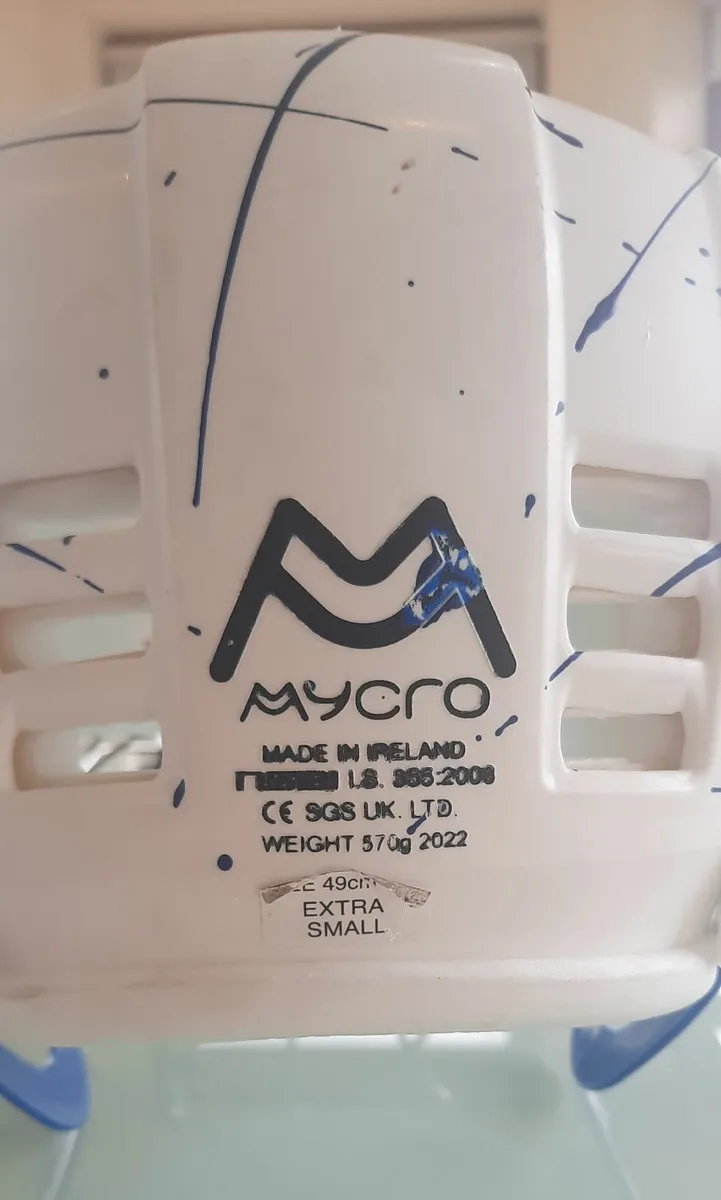 MYCRO
MADE IN IRELAND
I.S. 355:2006
CE SGS UK. LTD.
WEIGHT 570g 2022
49cm
EXTRA
SMALL